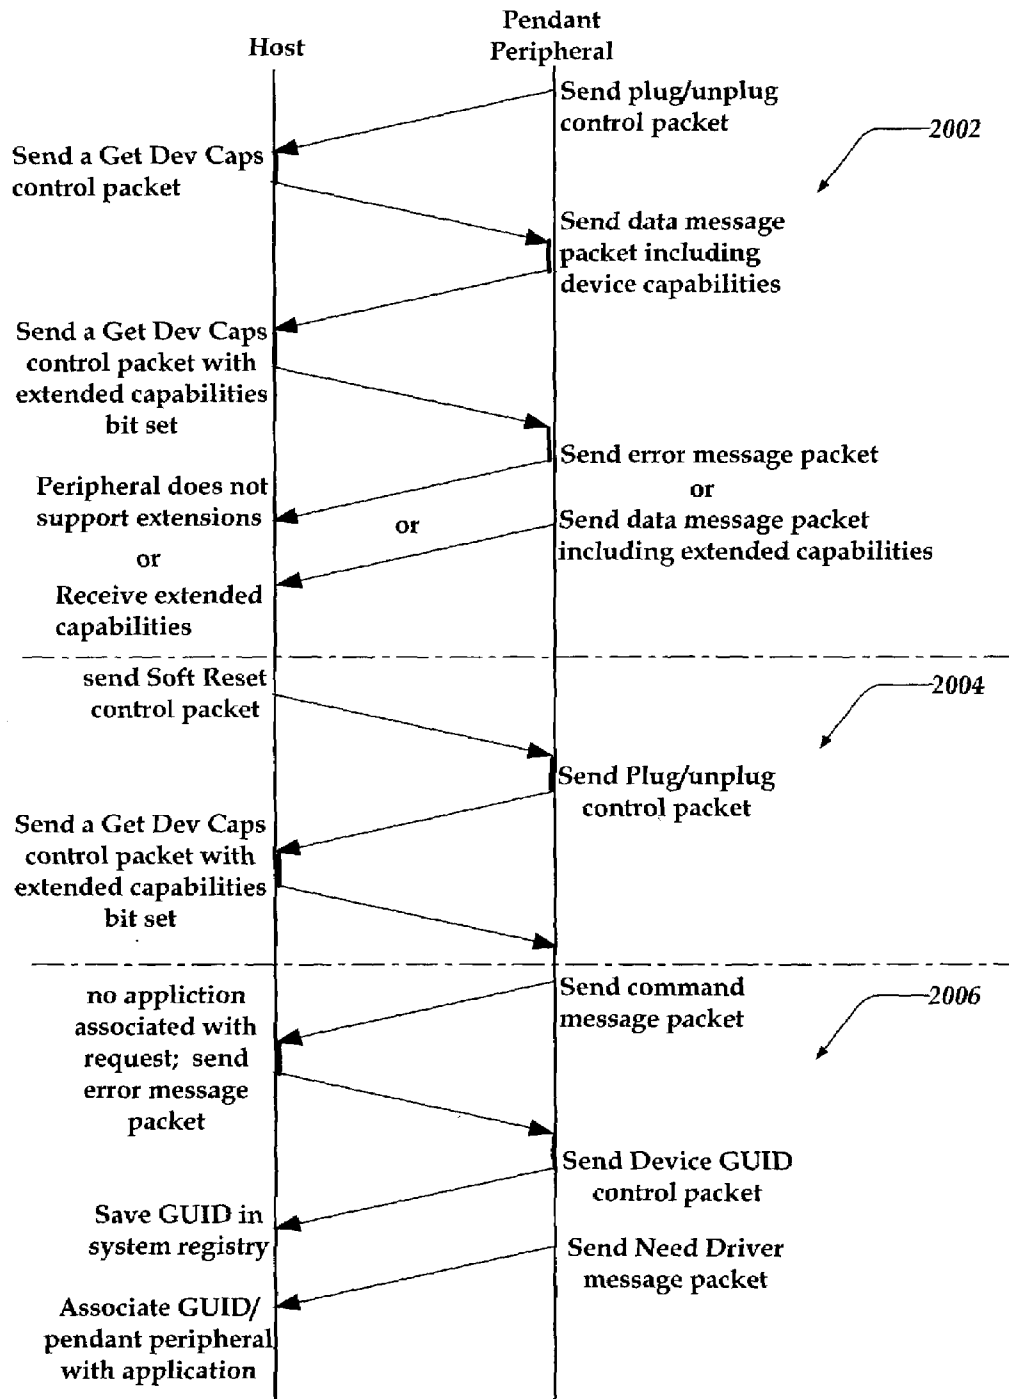 Host
Pendant
Peripheral
Send plug/unplug
control packet
2002
Send a Get Dev Caps
control packet
Send data message
packet including
device capabilities
Send a Get Dev Caps
control packet with
extended capabilities
bit set
Send error message packet
or
Send data message packet
including extended capabilities
Peripheral does not
support extensions
or
or
Receive extended
capabilities
send Soft Reset
control packet
2004
Send Plug/unplug
control packet
Send a Get Dev Caps
control packet with
extended capabilities
bit set
Send command
message packet
2006
no appliction
associated with
request; send
error message
packet
Send Device GUID
control packet
Save GUID in
system registry
Send Need Driver
message packet
Associate GUID/
pendant peripheral
with application